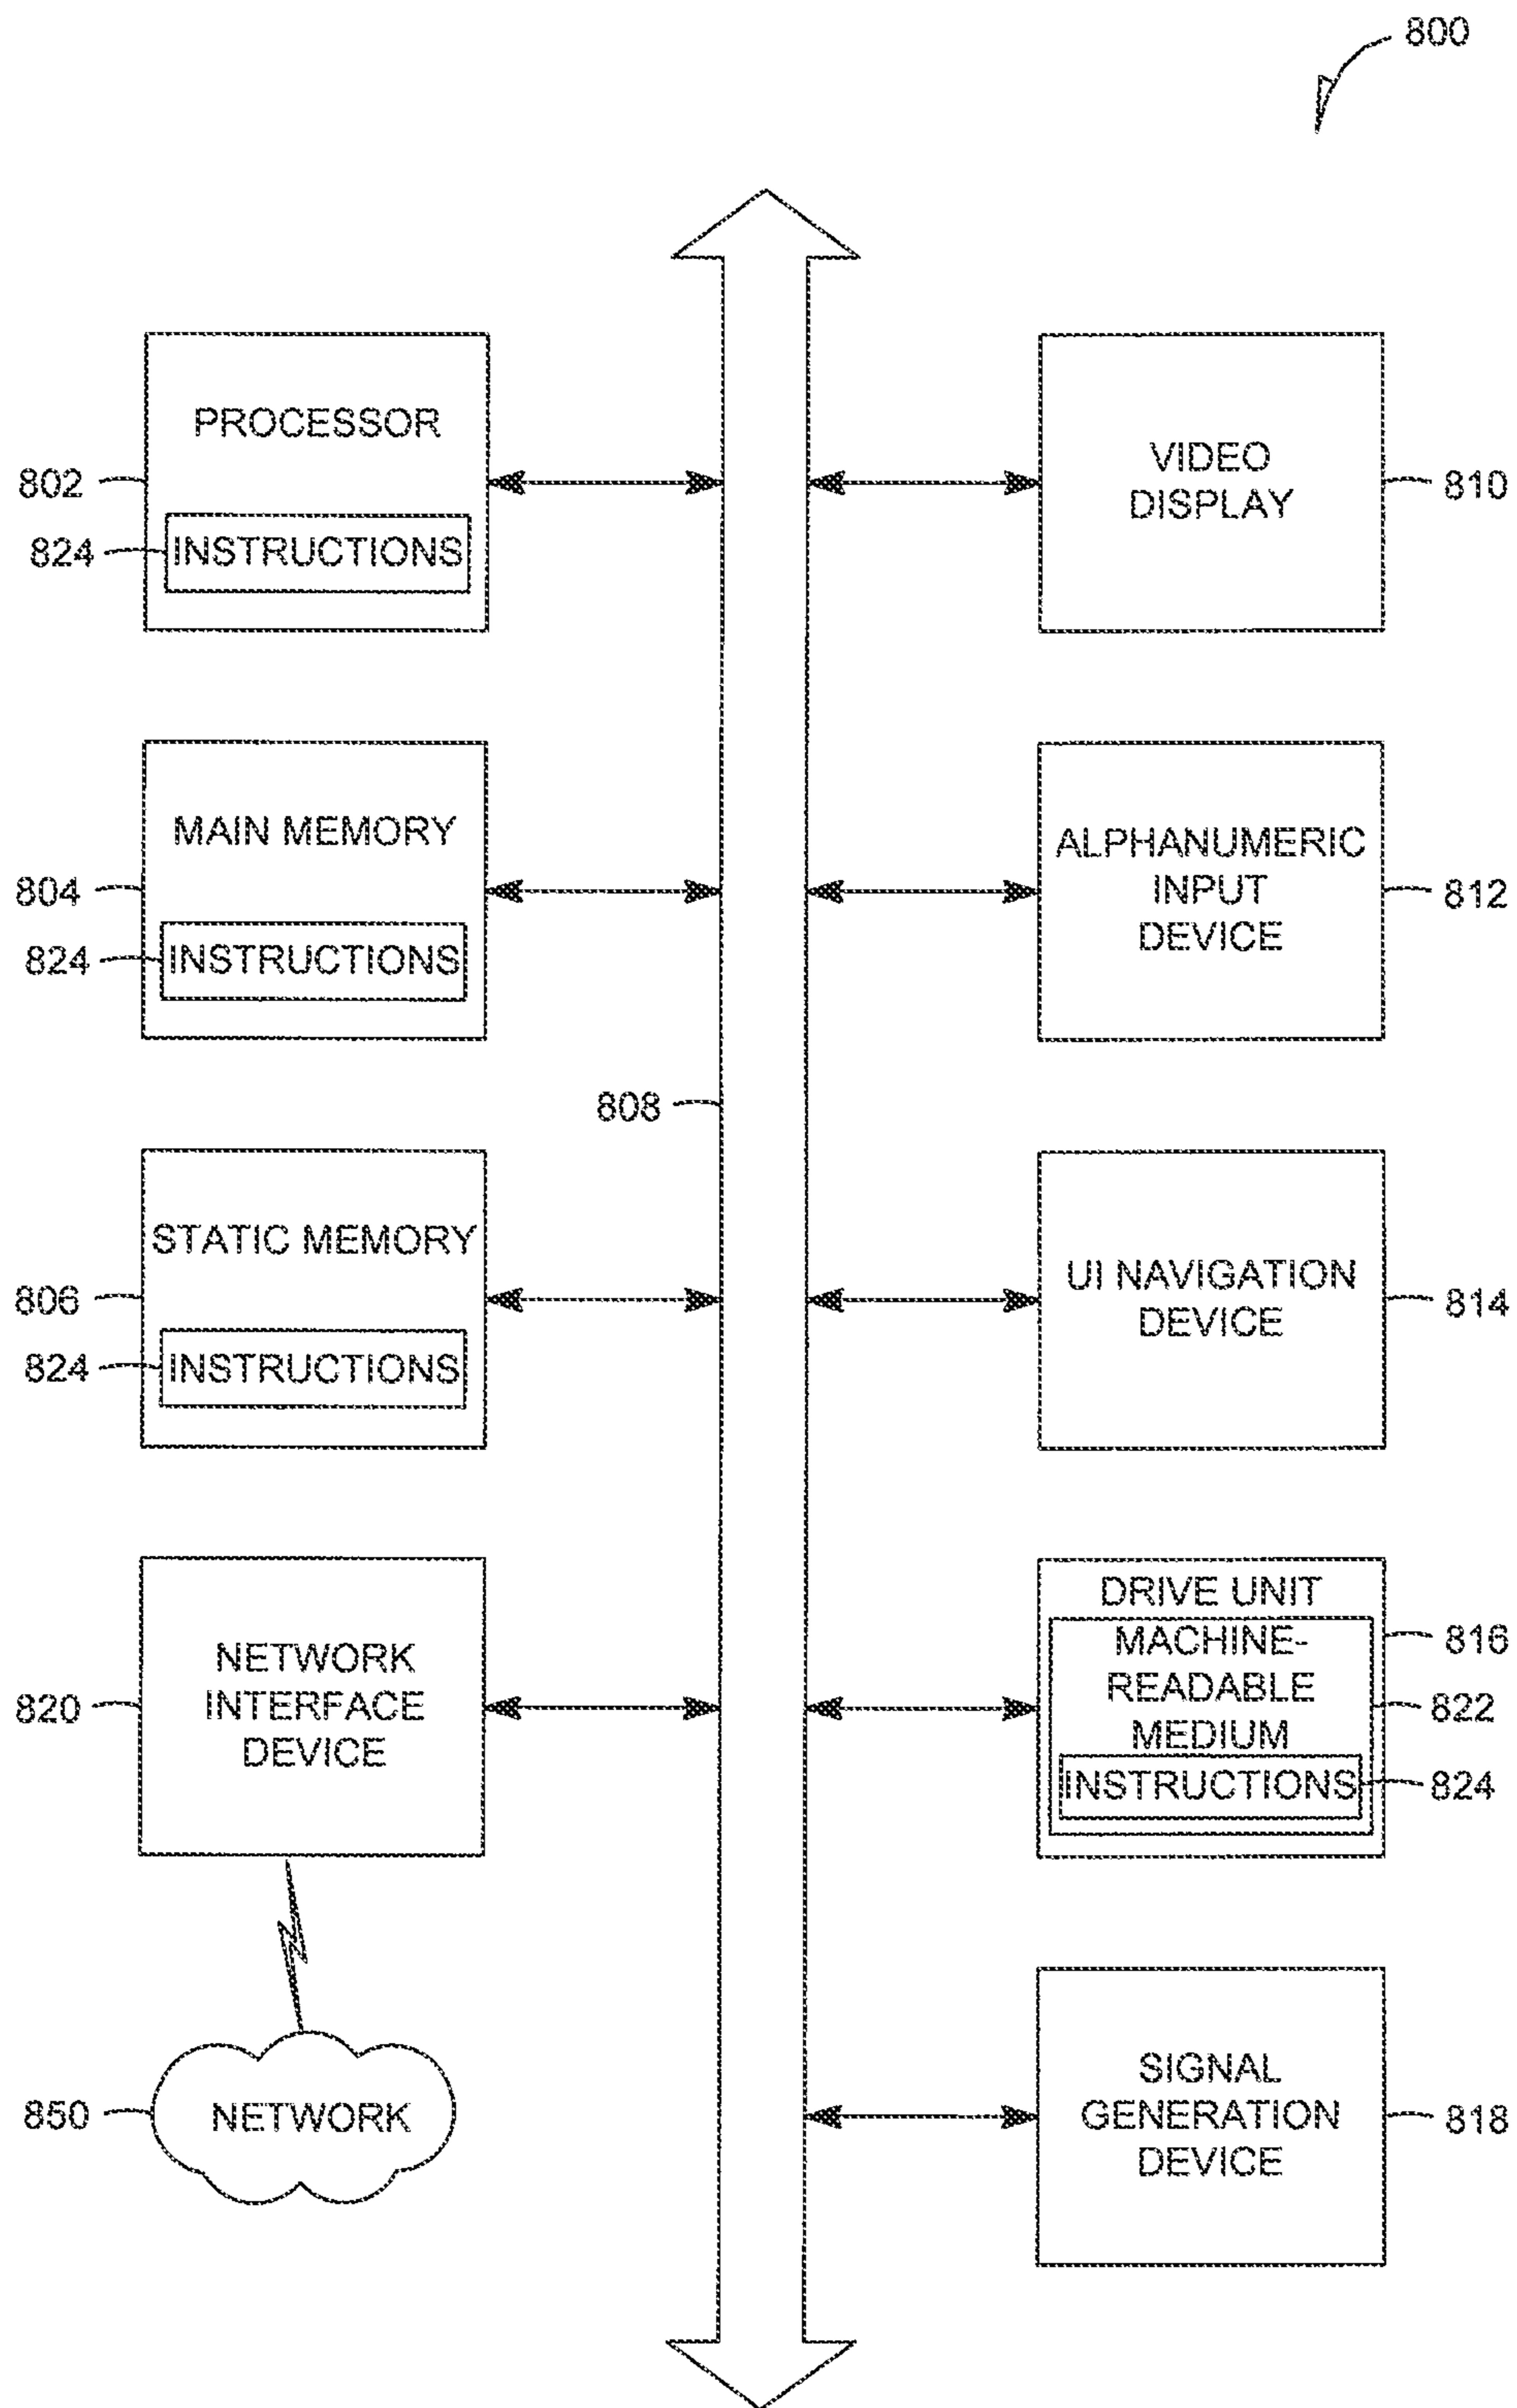 800
PROCESSOR
802
824
INSTRUCTIONS
VIDEO
DISPLAY
810
MAIN MEMORY
804
824
INSTRUCTIONS
ALPHANUMERIC
INPUT
DEVICE
812
808
STATIC MEMORY
806
824
INSTRUCTIONS
UI NAVIGATION
DEVICE
814
NETWORK
INTERFACE
DEVICE
820
DRIVE UNIT
816
MACHINE-
READABLE
MEDIUM
822
INSTRUCTIONS
824
850
NETWORK
SIGNAL
GENERATION
DEVICE
818